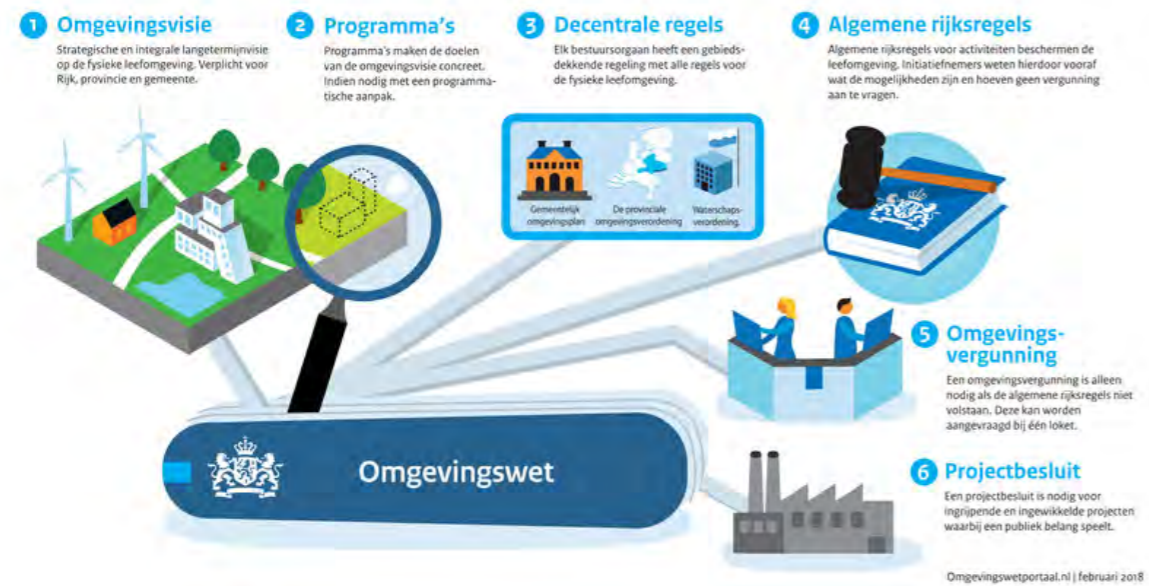 1 Omgevingsvisie
Strategische en integrale langetermijnvisie
op de fysieke leefomgeving. Verplicht voor
Rijk, provincie en gemeente.
2 Programma's
Programma's maken de doelen
van de omgevingsvisie concreet.
Indien nodig met een programma-
tische aanpak.
3 Decentrale regels
Elk bestuursorgaan heeft een gebieds-
dekkende regeling met alle regels voor
de fysieke leefomgeving.
Gemeentelijk
omgevingsplan
De provinciale
omgevingsverordening
Waterschaps-
verordening.
4 Algemene rijksregels
Algemene rijksregels voor activiteiten beschermen de
leefomgeving. Initiatiefnemers weten hierdoor vooraf
wat de mogelijkheden zijn en hoeven geen vergunning
aan te vragen.
5 Omgevings-
vergunning
Een omgevingsvergunning is alleen
nodig als de algemene rijksregels niet
volstaan. Deze kan worden
aangevraagd bij één loket.
6 Projectbesluit
Een projectbesluit is nodig voor
ingrijpende en ingewikkelde projecten
waarbij een publiek belang speelt.
Omgevingswet
Omgevingswetportaal.nl | februari 2018